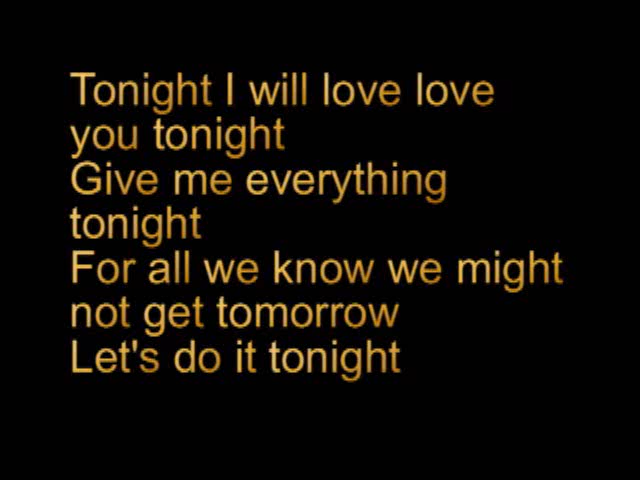 Tonight I will love love
you tonight
Give me everything
tonight
For all we know we might
not get tomorrow
Let's do it tonight